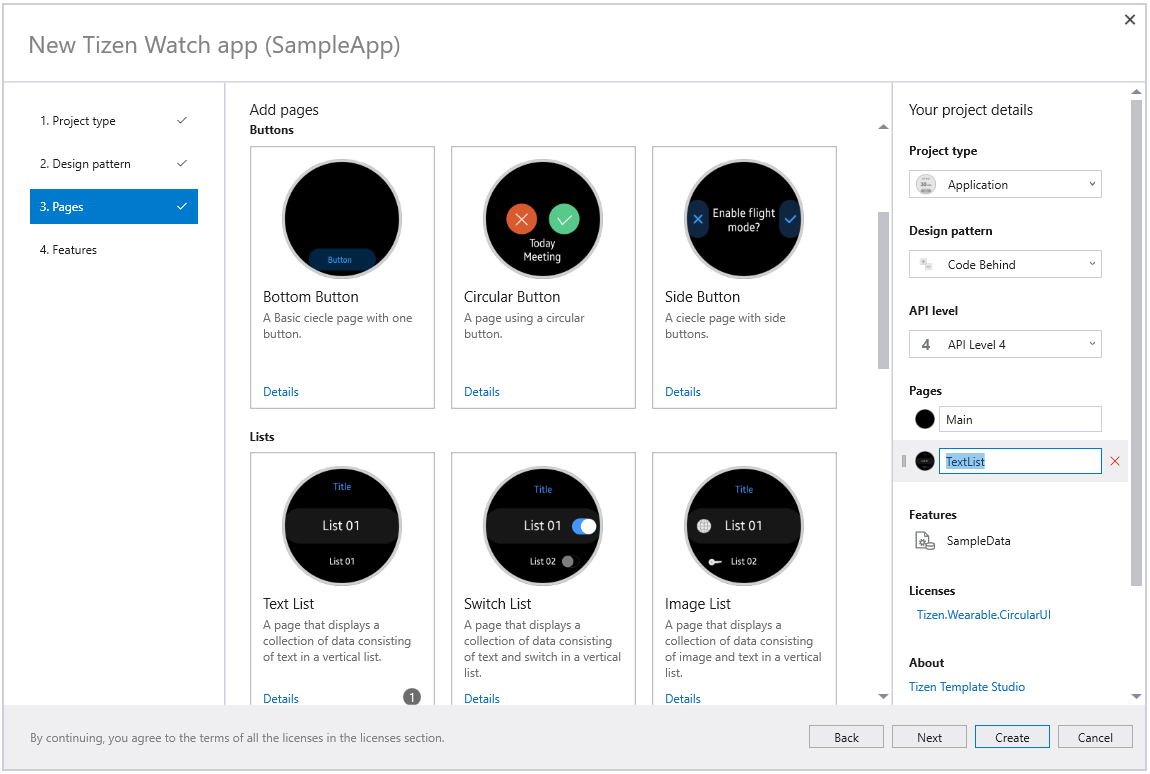 New Tizen Watch app (SampleApp)
1. Project type
2. Design pattern
3. Pages
4. Features
Add pages
Buttons
Button
Bottom Button
A Basic ciecle page with one
button.
Details
Today
Meeting
Circular Button
A page using a circular
button.
Details
Enable flight
mode?
Side Button
A ciecle page with side
buttons.
Details
Lists
Title
List 01
List 01
Text List
A page that displays a
collection of data consisting
of text in a vertical list.
Details
1
Title
List 01
List 02
Switch List
A page that displays a
collection of data consisting
of text and switch in a vertical
list.
Details
Title
List 01
List 02
Image List
A page that displays a
collection of data consisting
of image and text in a vertical
list.
Details
Your project details
Project type
Application
Design pattern
Code Behind
API level
4 API Level 4
Pages
Main
TextList
Features
SampleData
Licenses
Tizen.Wearable.CircularUI
About
Tizen Template Studio
By continuing, you agree to the terms of all the licenses in the licenses section.
Back
Next
Create
Cancel